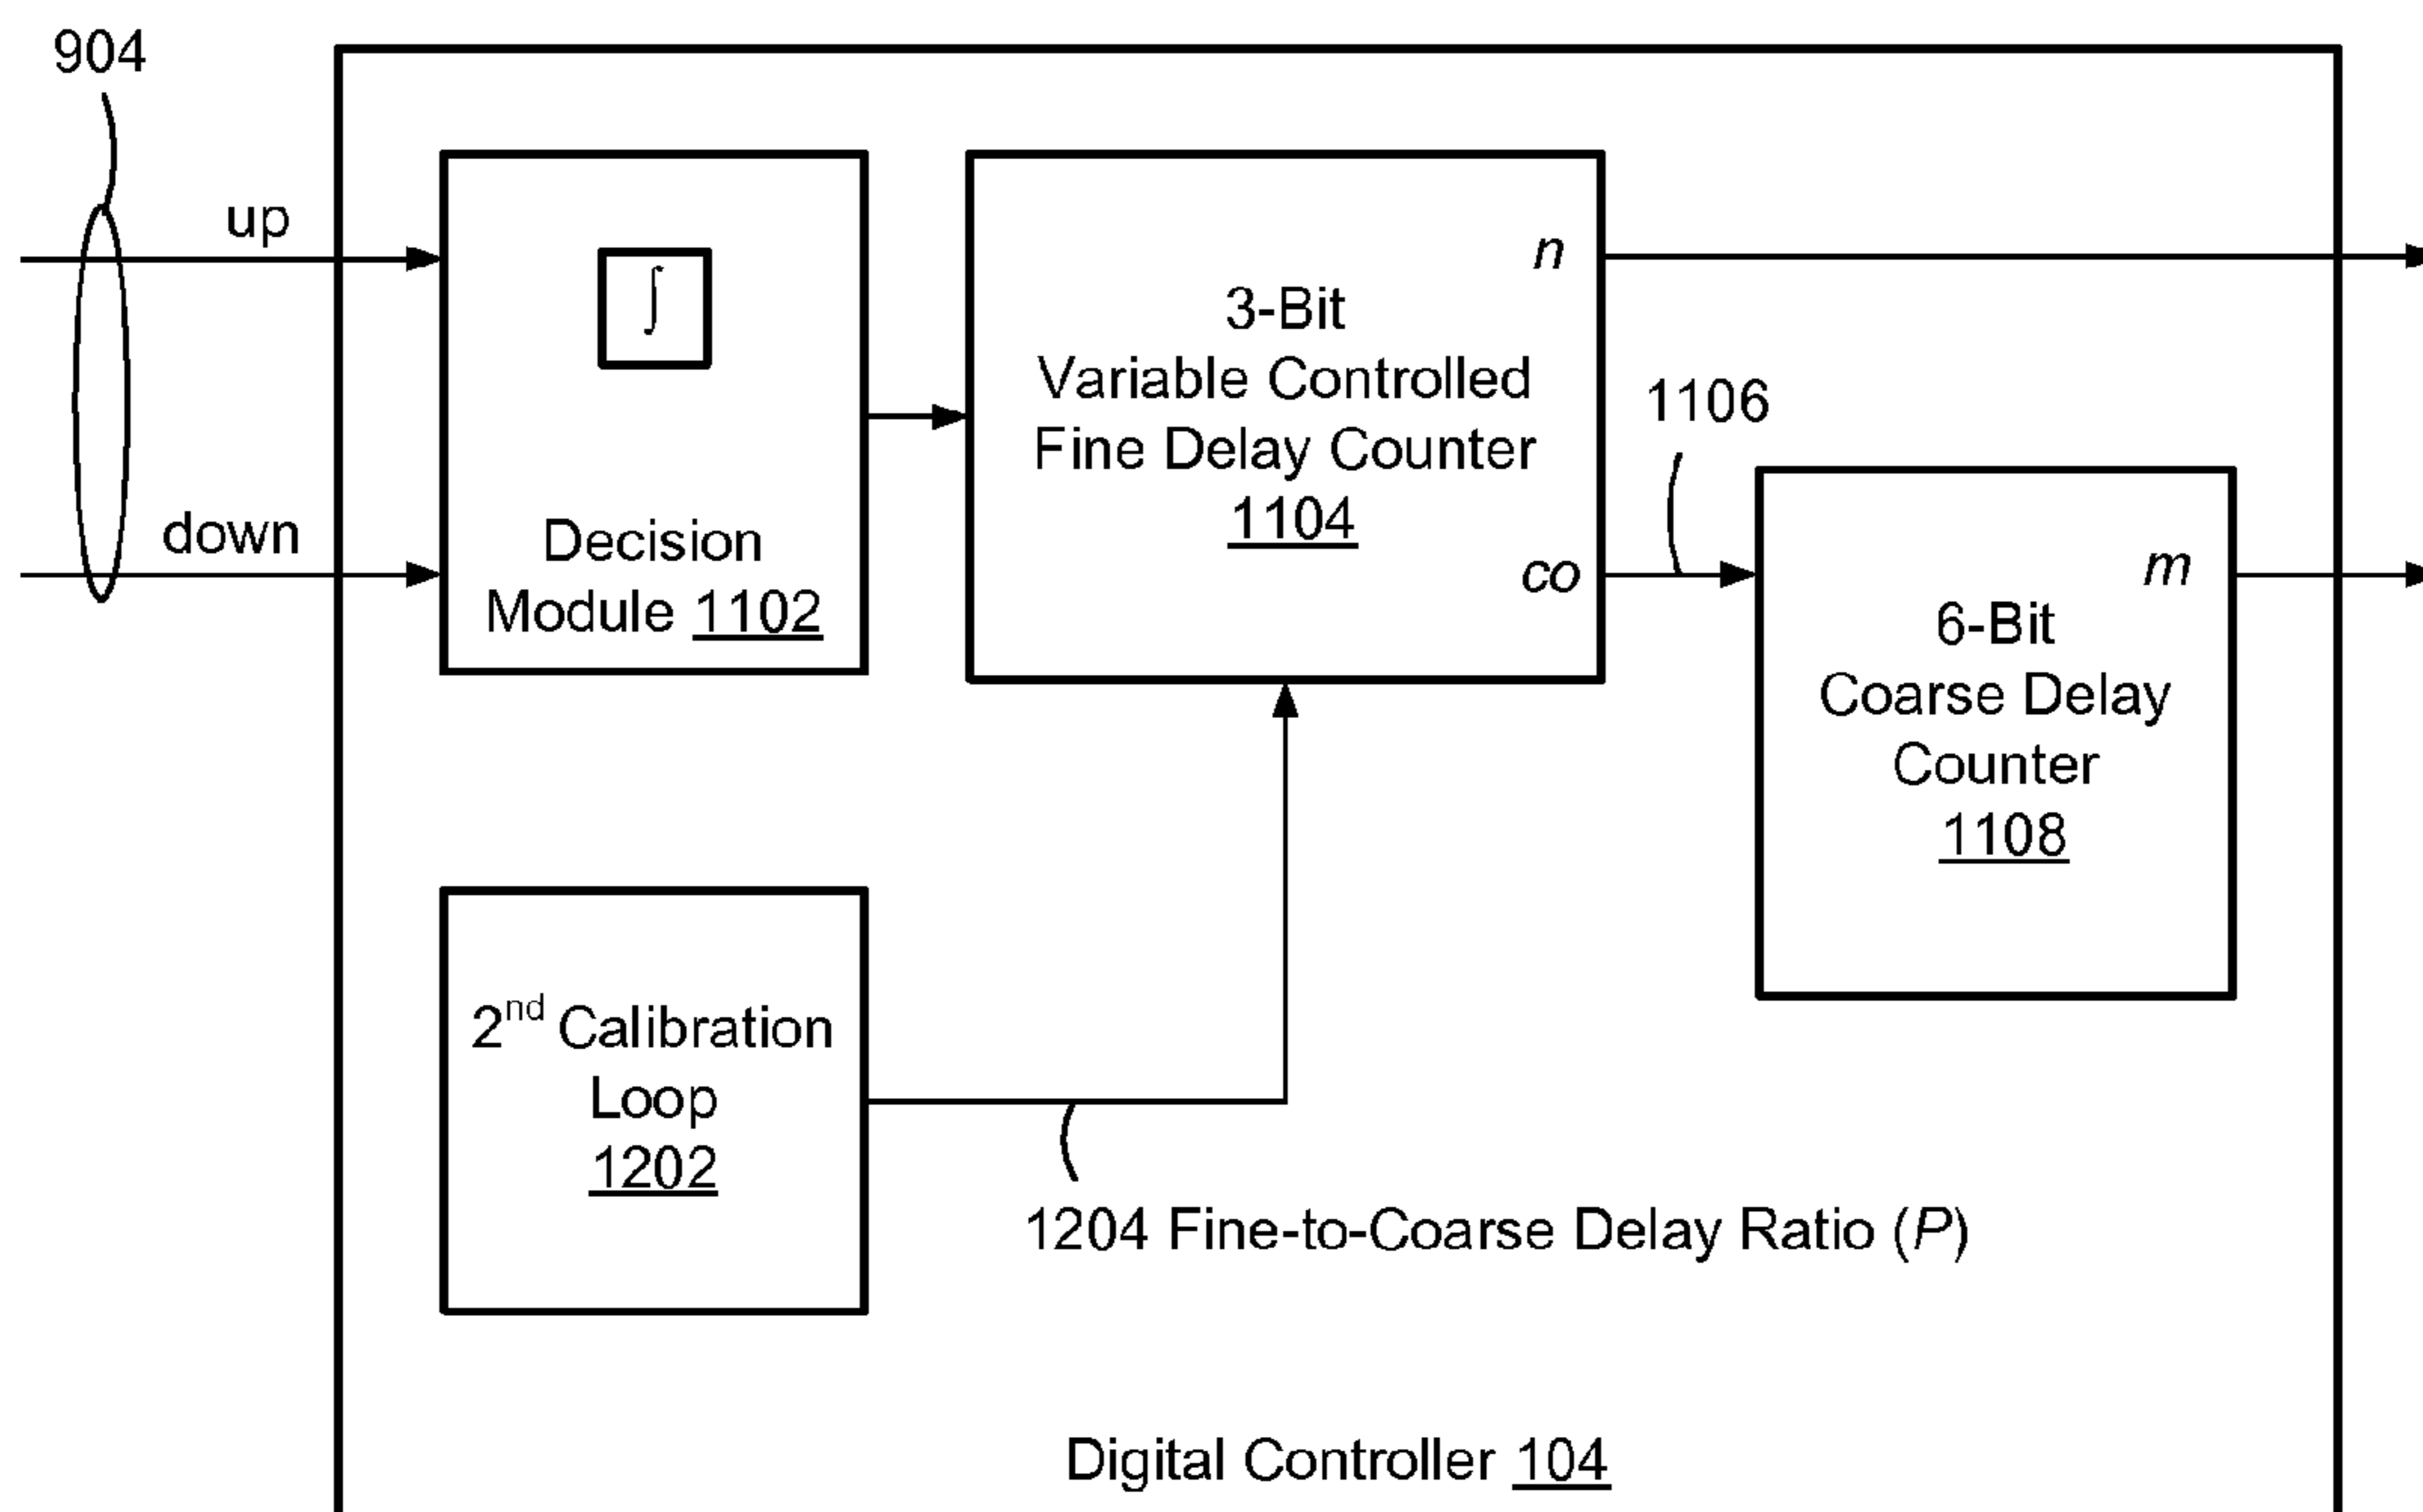 904
up
down
∫
Decision
Module 1102
3-Bit
Variable Controlled
Fine Delay Counter
1104
n
co
1106
6-Bit
Coarse Delay
Counter
1108
m
2nd Calibration
Loop
1202
1204 Fine-to-Coarse Delay Ratio (P)
Digital Controller 104